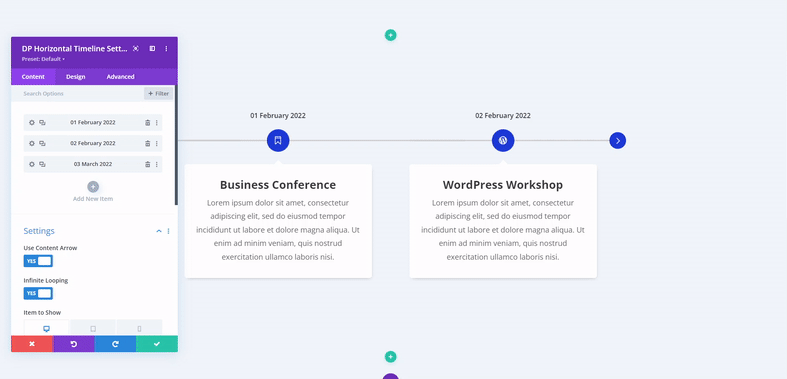 DP Horizontal Timeline Sett...
Preset: Default
Content
Design
Advanced
Search Options
+ Filter
01 February 2022
02 February 2022
03 March 2022
Add New Item
Settings
Use Content Arrow
YES
Infinite Looping
YES
Item to Show
01 February 2022
Business Conference
Lorem ipsum dolor sit amet, consectetur
adipiscing elit, sed do eiusmod tempor
incididunt ut labore et dolore magna aliqua. Ut
enim ad minim veniam, quis nostrud
exercitation ullamco laboris nisi.
02 February 2022
WordPress Workshop
Lorem ipsum dolor sit amet, consectetur
adipiscing elit, sed do eiusmod tempor
incididunt ut labore et dolore magna aliqua. Ut
enim ad minim veniam, quis nostrud
exercitation ullamco laboris nisi.